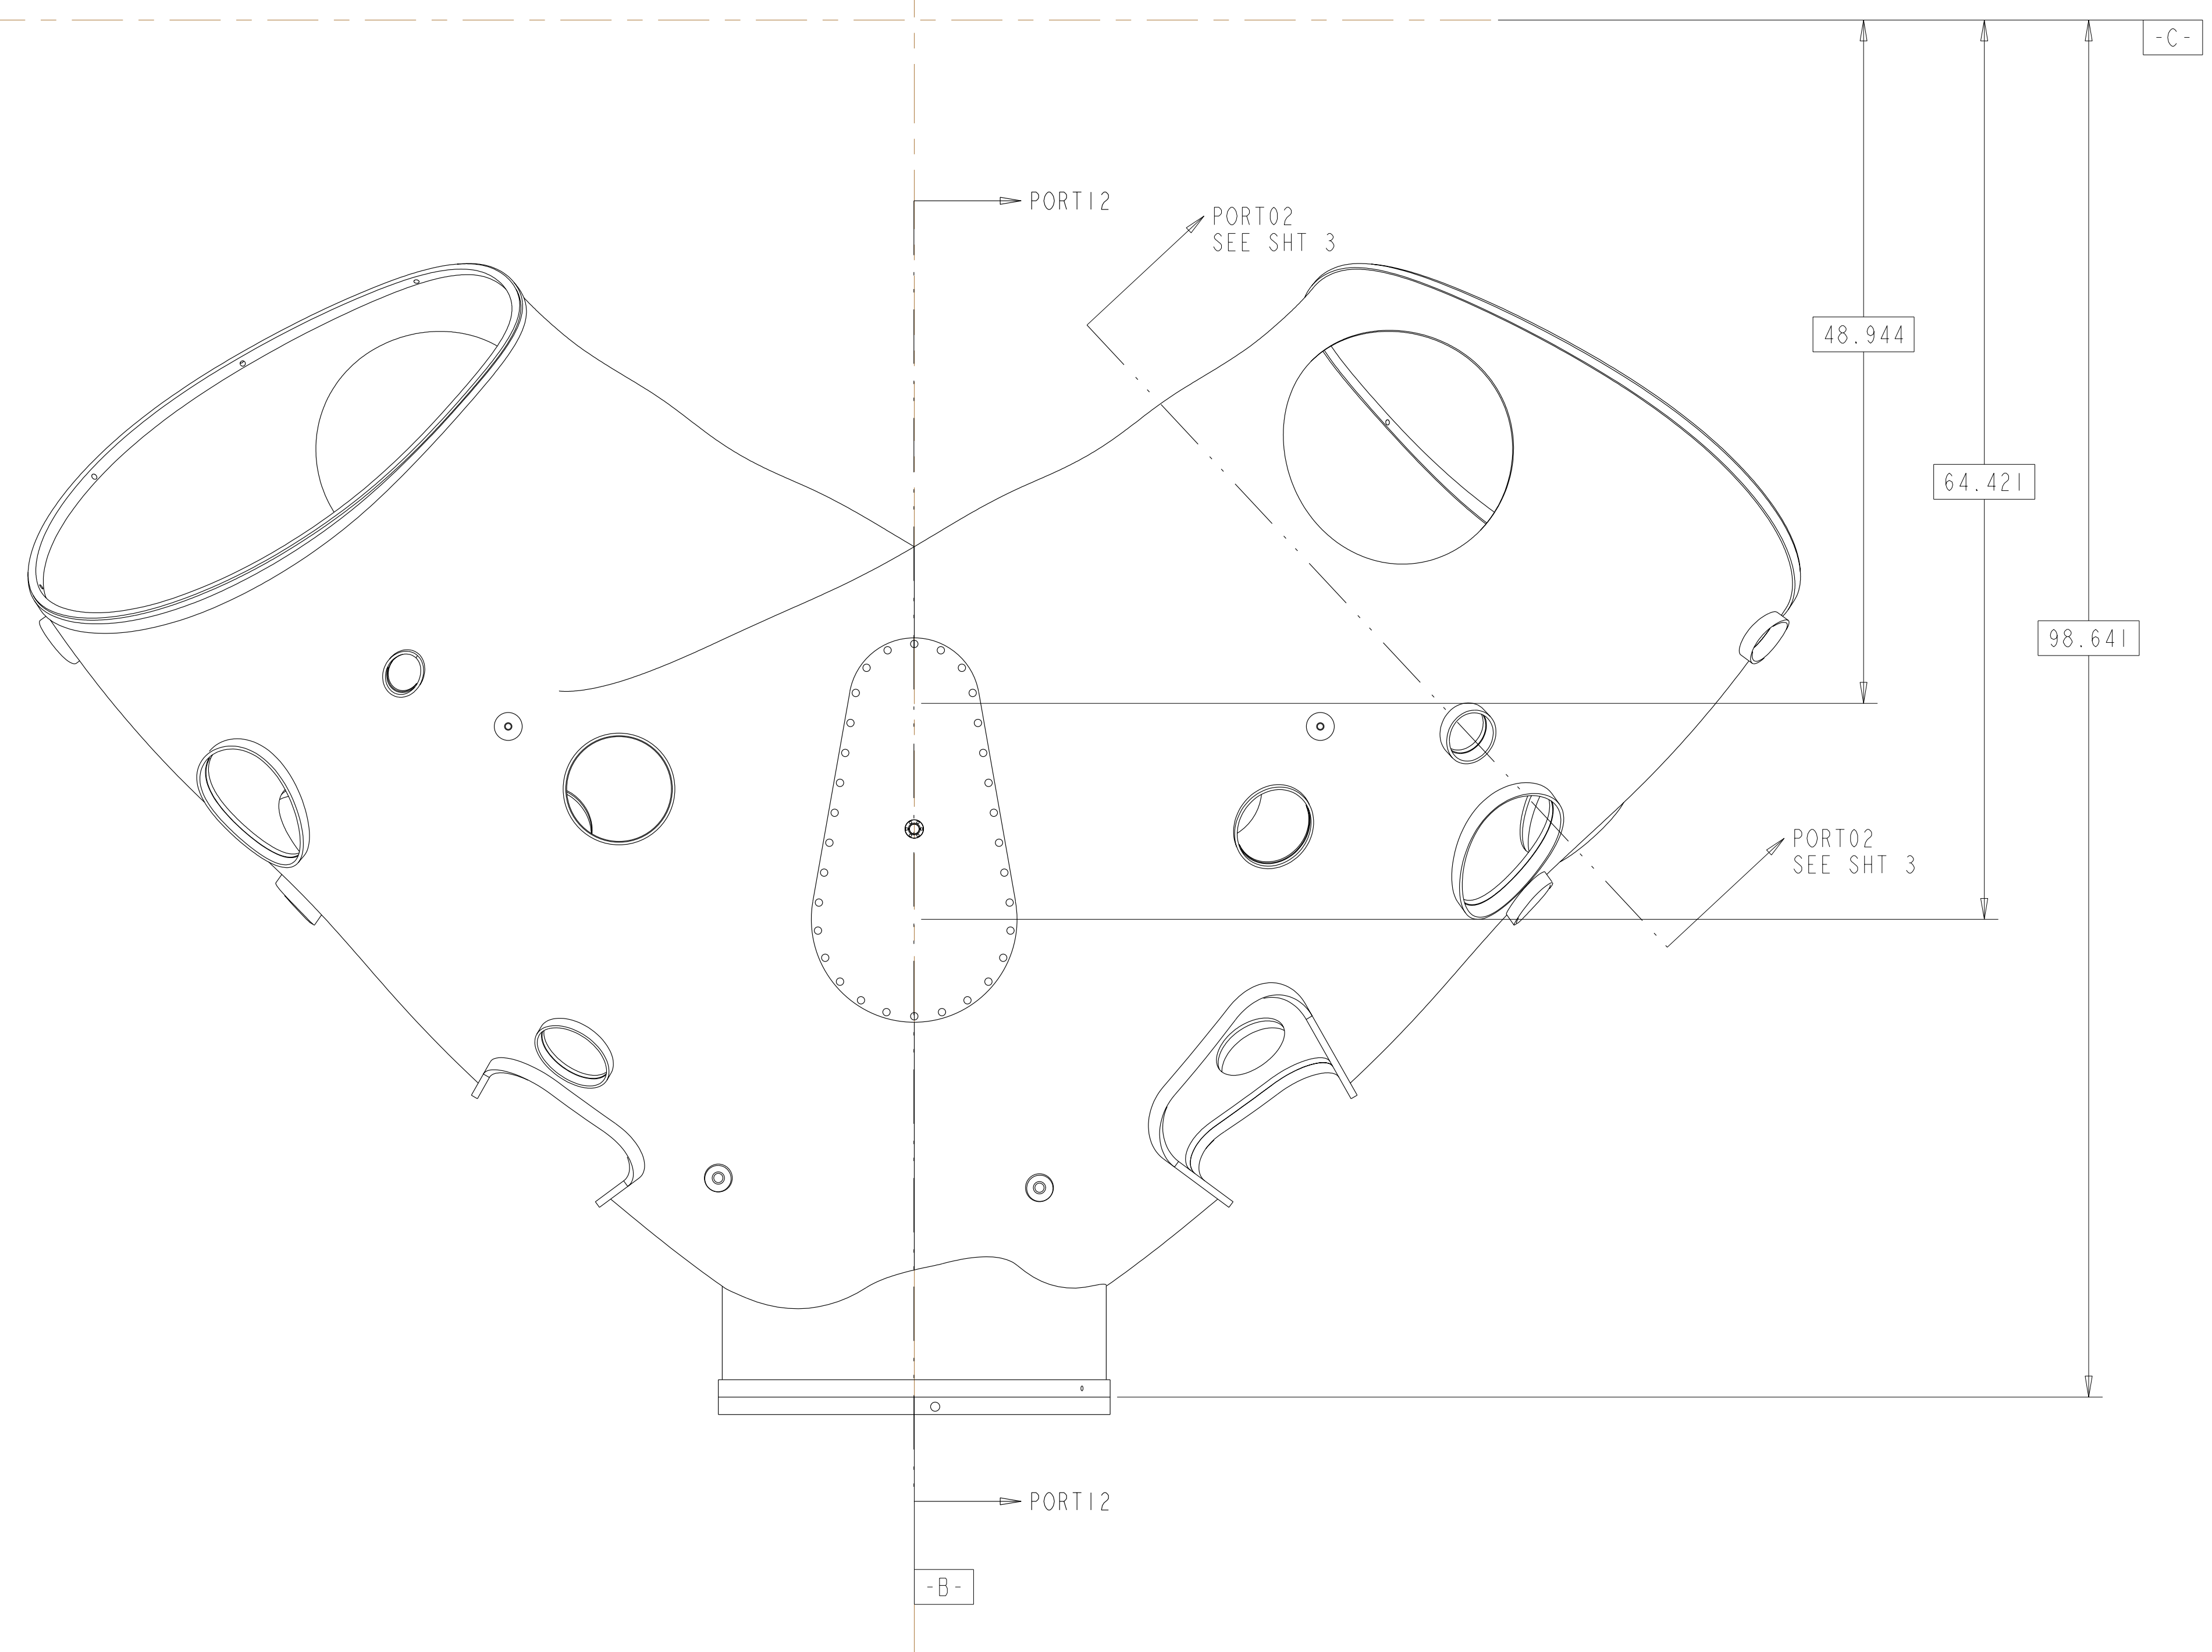 -C-
PORT12
PORT02
SEE SHT 3
48.944
64.421
98.641
PORT02
SEE SHT 3
PORT12
-B-